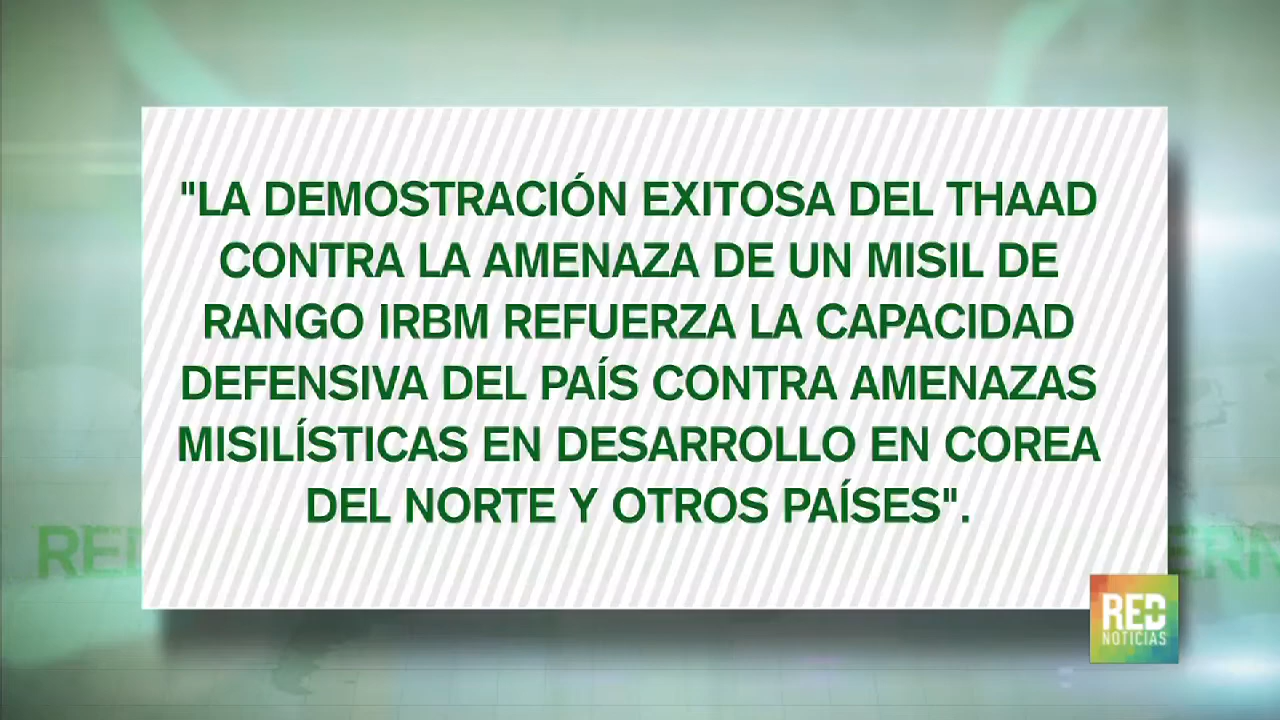 "LA DEMOSTRACIÓN EXITOSA DEL THAAD
CONTRA LA AMENAZA DE UN MISIL DE
RANGO IRBM REFUERZA LA CAPACIDAD
DEFENSIVA DEL PAÍS CONTRA AMENAZAS
MISILÍSTICAS EN DESARROLLO EN COREA
DEL NORTE Y OTROS PAÍSES".
RED
NOTICIAS